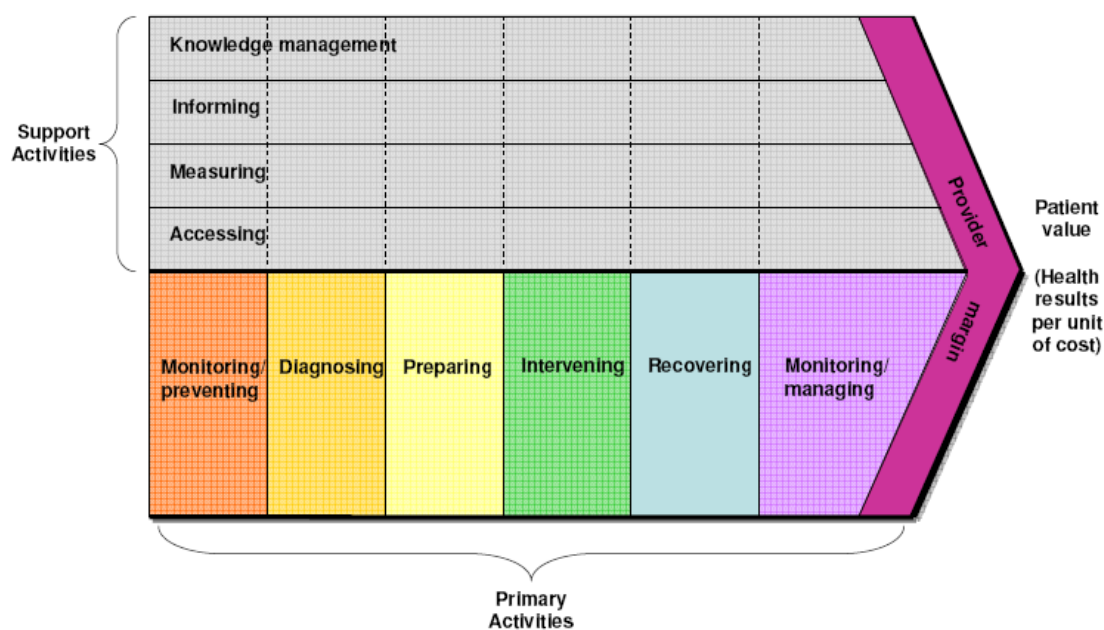 Knowledge management
Informing
Support
Activities
Measuring
Accessing
Provider
margin
Patient
value
(Health
results
per unit
of cost)
Monitoring/
preventing
Diagnosing
Preparing
Intervening
Recovering
Monitoring/
managing
Primary
Activities